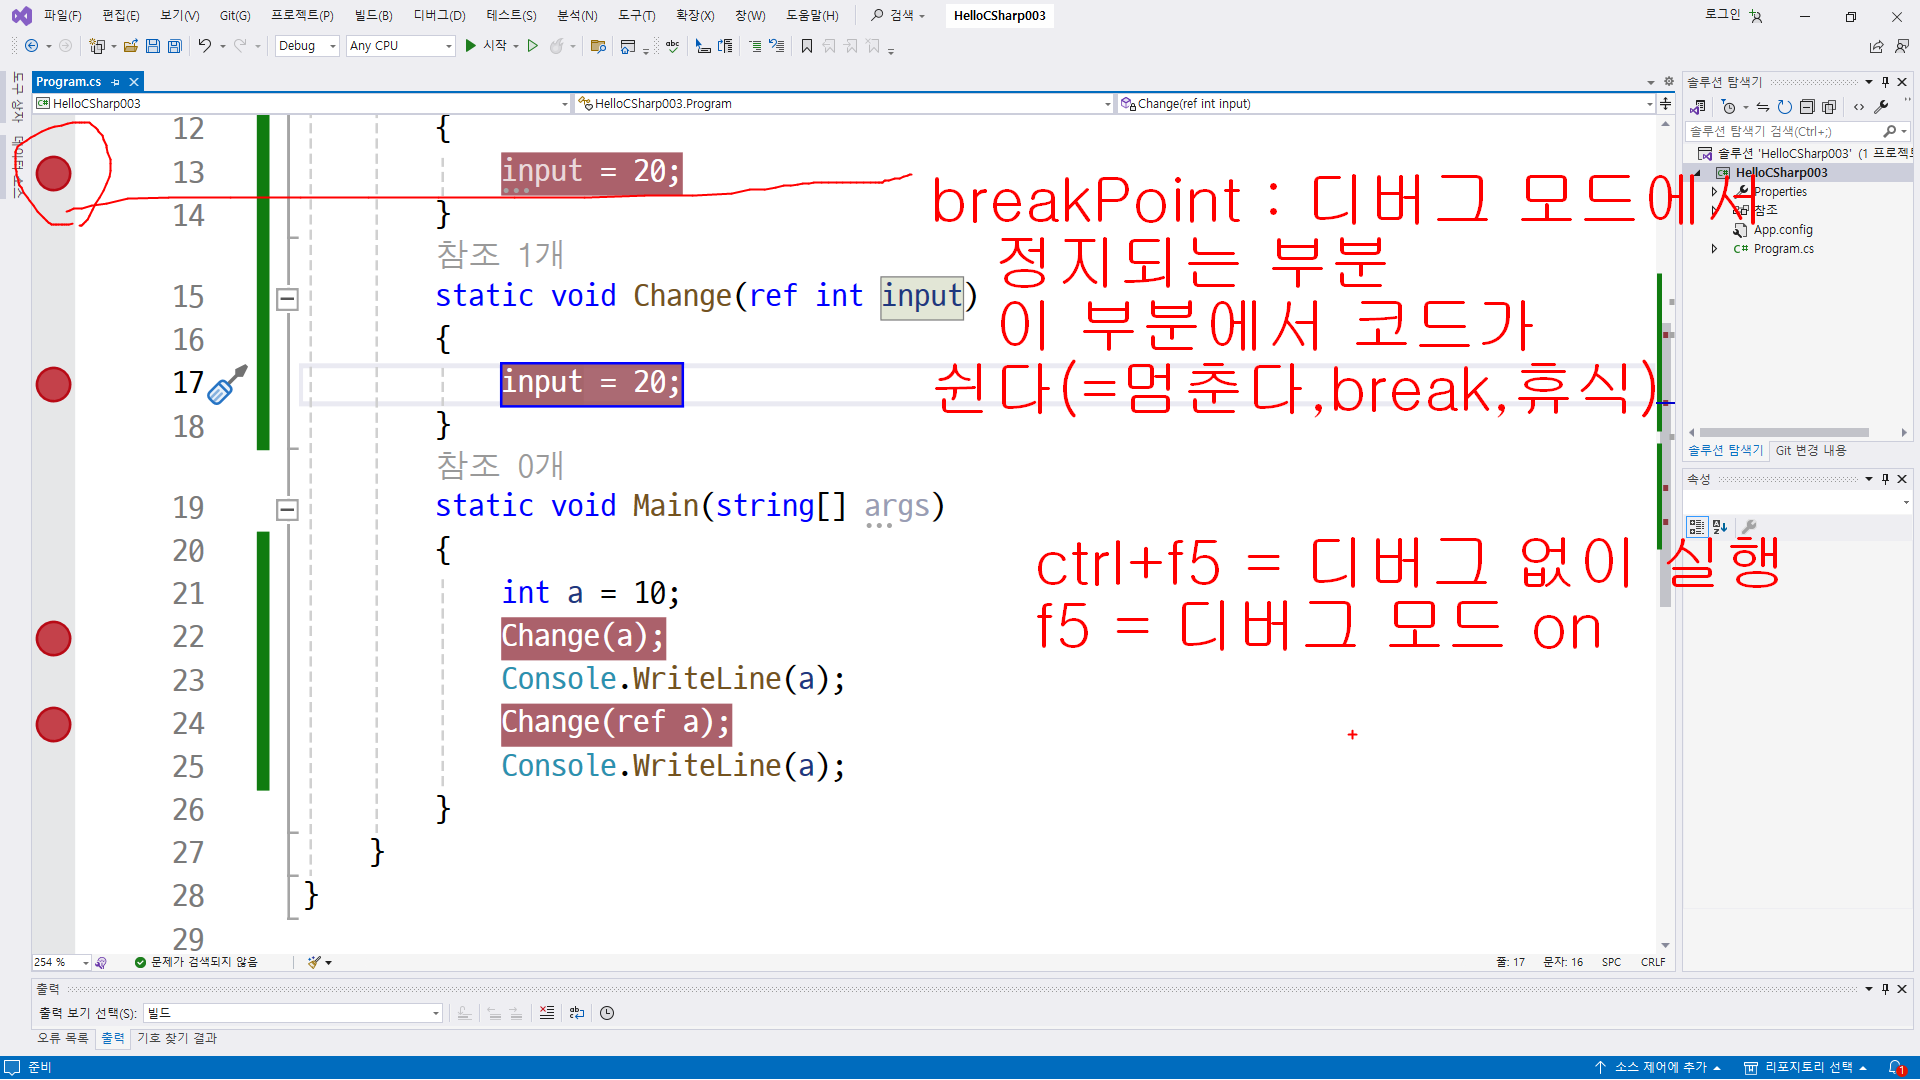 파일(F) 편집(E) 보기(V) Git(G) 프로젝트(P) 빌드(B) 디버그(D) 테스트(S) 분석(N) 도구(T) 확장(X) 창(W) 도움말(H) 검색 HelloCSharp003 로그인
Debug Any CPU 시작
도구 상자
Program.cs
HelloCSharp003 HelloCSharp003.Program Change(ref int input)
12 {
13 input = 20;
14 }
참조 1개
15 static void Change(ref int input)
16 {
17 input = 20;
18 }
참조 0개
19 static void Main(string[] args)
20 {
21 int a = 10;
22 Change(a);
23 Console.WriteLine(a);
24 Change(ref a);
25 Console.WriteLine(a);
26 }
27 }
28 }
29
breakPoint : 디버그 모드에서
정지되는 부분
이 부분에서 코드가
쉰다(=멈춘다,break,휴식)
ctrl+f5 = 디버그 없이 실행
f5 = 디버그 모드 on
솔루션 탐색기
솔루션 탐색기 검색(Ctrl+;)
솔루션 'HelloCSharp003' (1 프로젝트
HelloCSharp003
Properties
참조
App.config
C# Program.cs
솔루션 탐색기 Git 변경 내용
속성
254 % 문제가 검색되지 않음 줄: 17 문자: 16 SPC CRLF
출력
출력 보기 선택(S): 빌드
오류 목록 출력 기호 찾기 결과
준비 소스 제어에 추가 리포지토리 선택 1